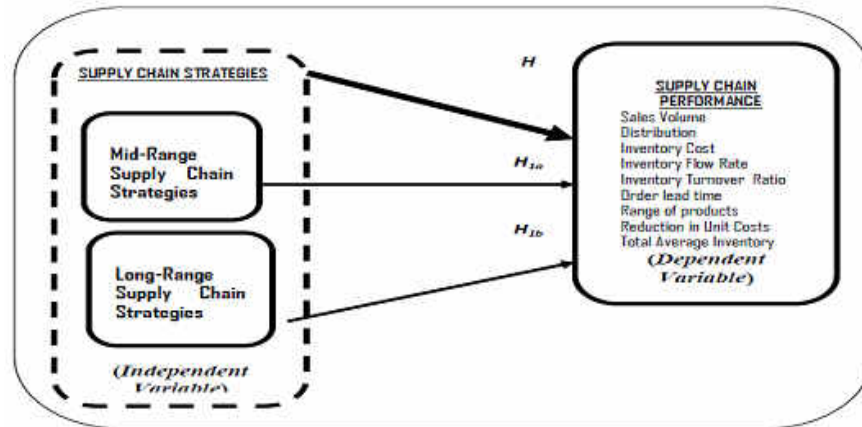 SUPPLY CHAIN STRATEGIES
Mid-Range
Supply Chain
Strategies
Long-Range
Supply Chain
Strategies
(Independent
Variable)
H
H1a
H1b
SUPPLY CHAIN
PERFORMANCE
Sales Volume
Distribution
Inventory Cost
Inventory Flow Rate
Inventory Turnover Ratio
Order lead time
Range of products
Reduction in Unit Costs
Total Average Inventory
(Dependent
Variable)